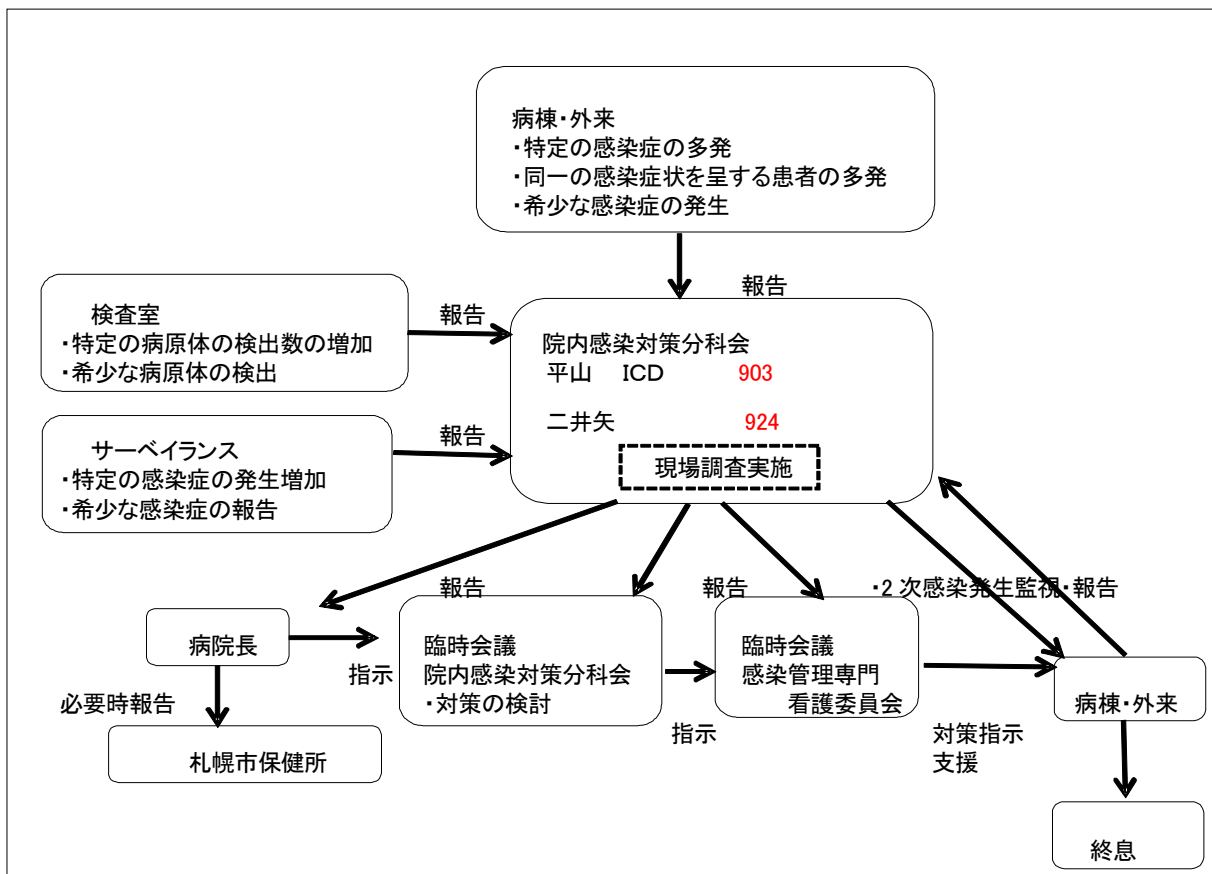 病棟・外来
・特定の感染症の多発
・同一の感染症状を呈する患者の多発
・希少な感染症の発生
報告
検査室
・特定の病原体の検出数の増加
・希少な病原体の検出
報告
サーベイランス
・特定の感染症の発生増加
・希少な感染症の報告
報告
院内感染対策分科会
平山 ICD 903
二井矢 924
現場調査実施
報告
報告
・2次感染発生監視・報告
病院長
指示
必要時報告
札幌市保健所
臨時会議
院内感染対策分科会
・対策の検討
指示
臨時会議
感染管理専門
看護委員会
対策指示
支援
病棟・外来
終息